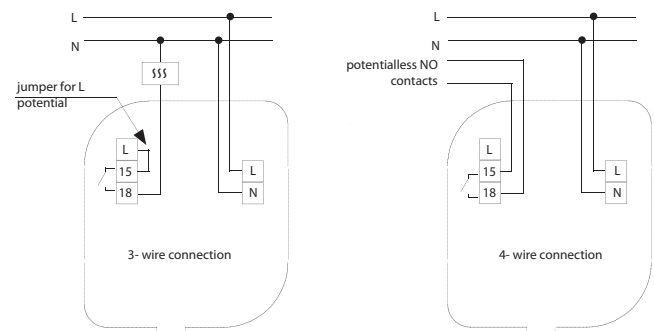 L
N
jumper for L
potential
L
15
18
L
N
3- wire connection
L
N
potentialless NO
contacts
L
15
18
L
N
4- wire connection